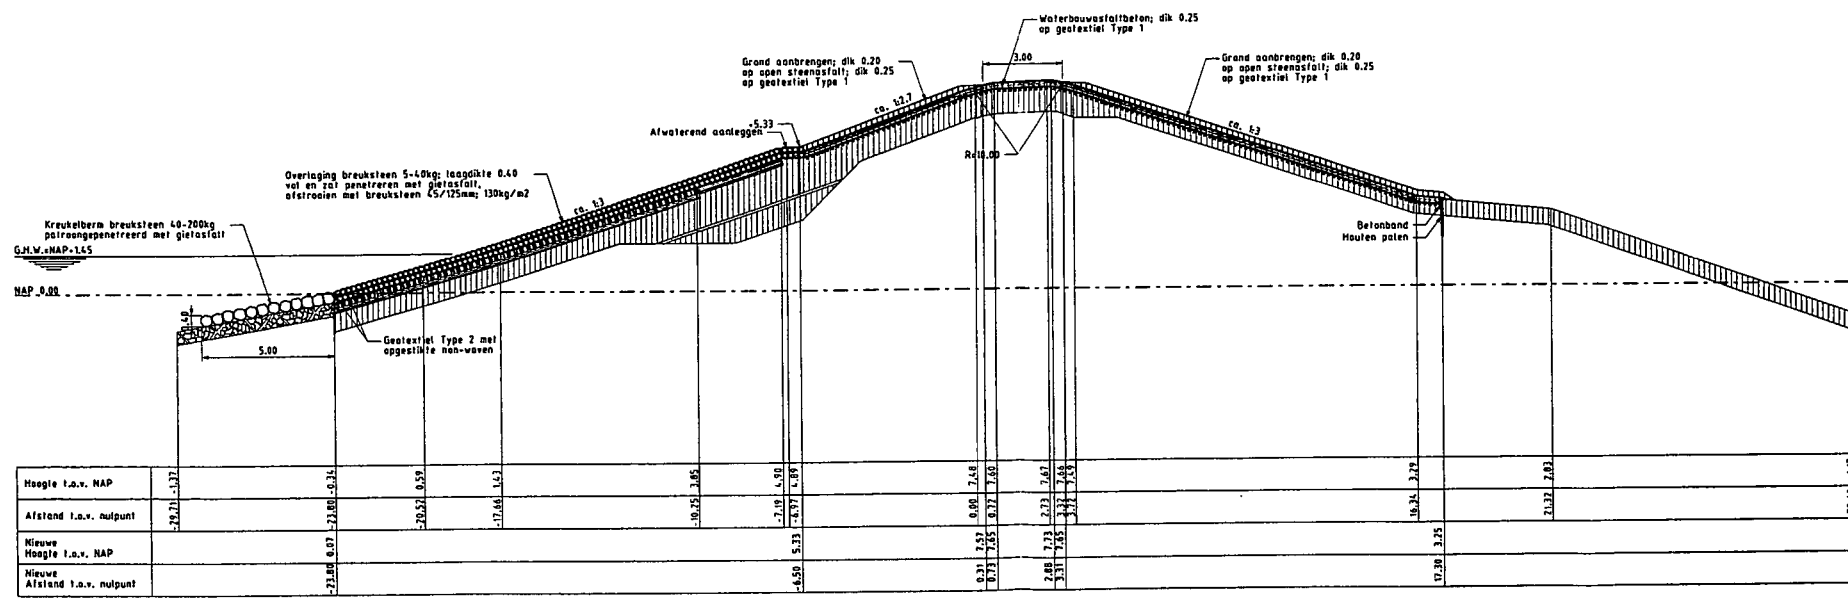 Waterbouwasfaltbeton; dik 0.25
op geotextiel Type 1
Grond aanbrengen; dik 0.20
op open steenasfalt; dik 0.25
op geotextiel Type 1
3.00
Grond aanbrengen; dik 0.20
op open steenasfalt; dik 0.25
op geotextiel Type 1
ca. 1:2.7
+5.33
Afwaterend aanleggen
ca. 1:3
R=10.00
Overlaging breuksteen 5-40kg; laagdikte 0.40
vol en zat penetreren met gietasfalt,
afstrooien met breuksteen 45/125mm; 130kg/m2
ca. 1:3
Kreukelberm breuksteen 40-200kg
patroongepenetreerd met gietasfalt
G.H.W.=NAP+1.45
Betonband
Houten palen
NAP 0.00
.40
5.00
Geotextiel Type 2 met
opgestikte non-woven
Hoogte t.o.v. NAP -1.37 -0.34 0.59 1.43 3.85 4.90 4.89 7.48 7.60 7.67 7.66 7.49 3.29 2.83
Afstand t.o.v. nulpunt -29.71 -23.80 -20.52 -17.66 -10.25 -7.19 -6.97 0.00 0.72 2.73 3.32 3.72 16.34 21.32
Nieuwe
Hoogte t.o.v. NAP 0.07 5.33 7.57 7.65 7.73 7.65 3.25
Nieuwe
Afstand t.o.v. nulpunt -23.80 -6.50 0.31 0.73 2.88 3.31 17.30